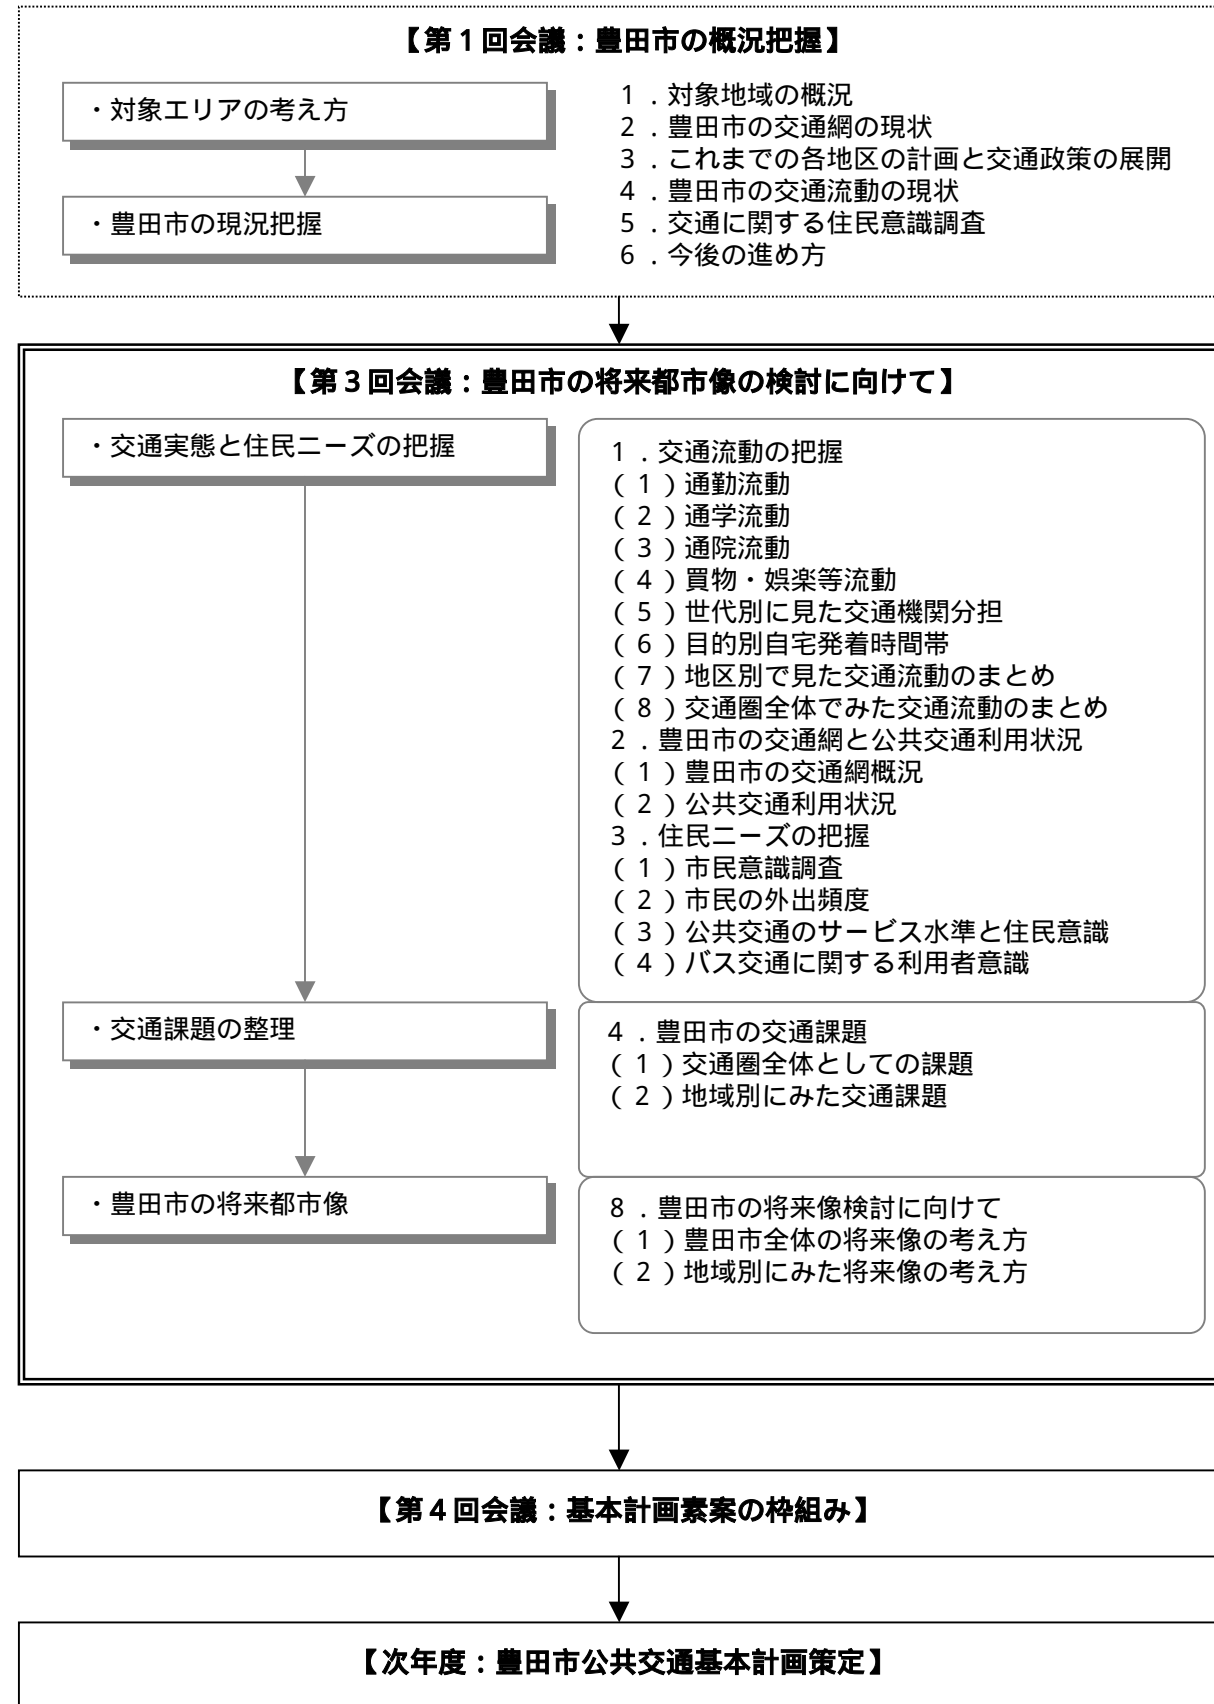 【第１回会議：豊田市の概況把握】
・対象エリアの考え方
・豊田市の現況把握
１．対象地域の概況
２．豊田市の交通網の現状
３．これまでの各地区の計画と交通政策の展開
４．豊田市の交通流動の現状
５．交通に関する住民意識調査
６．今後の進め方
【第３回会議：豊田市の将来都市像の検討に向けて】
・交通実態と住民ニーズの把握
１．交通流動の把握
（１）通勤流動
（２）通学流動
（３）通院流動
（４）買物・娯楽等流動
（５）世代別に見た交通機関分担
（６）目的別自宅発着時間帯
（７）地区別で見た交通流動のまとめ
（８）交通圏全体でみた交通流動のまとめ
２．豊田市の交通網と公共交通利用状況
（１）豊田市の交通網概況
（２）公共交通利用状況
３．住民ニーズの把握
（１）市民意識調査
（２）市民の外出頻度
（３）公共交通のサービス水準と住民意識
（４）バス交通に関する利用者意識
・交通課題の整理
４．豊田市の交通課題
（１）交通圏全体としての課題
（２）地域別にみた交通課題
・豊田市の将来都市像
８．豊田市の将来像検討に向けて
（１）豊田市全体の将来像の考え方
（２）地域別にみた将来像の考え方
【第４回会議：基本計画素案の枠組み】
【次年度：豊田市公共交通基本計画策定】